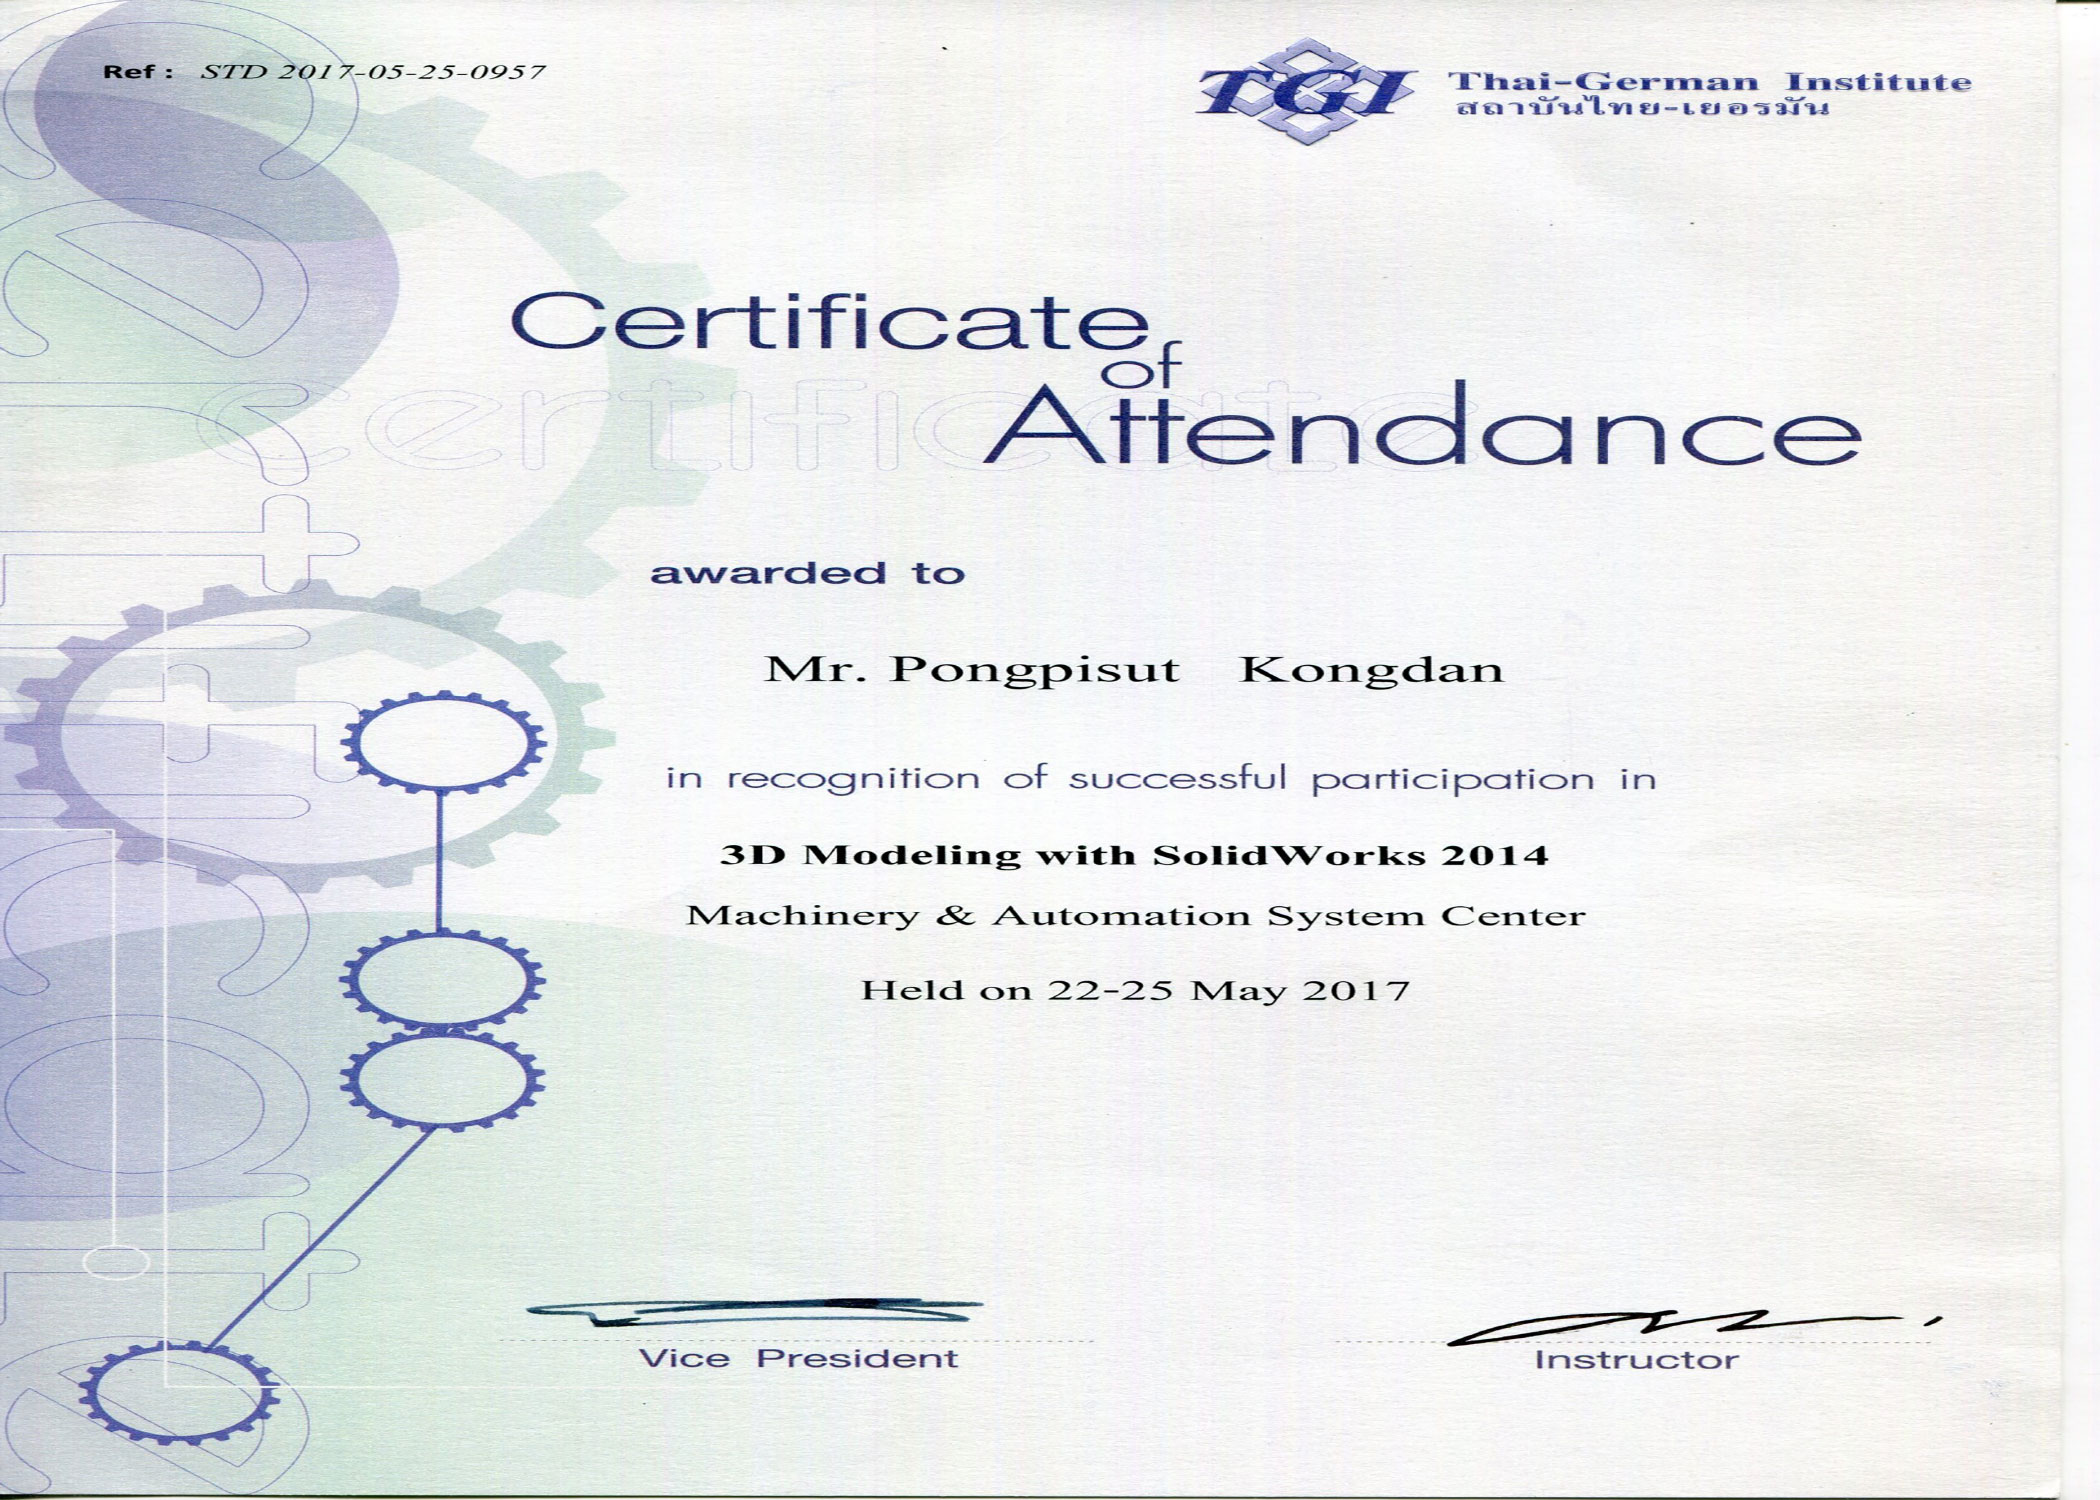 Ref : STD 2017-05-25-0957
TGI
Thai-German Institute
สถาบันไทย-เยอรมัน
Certificate
of
Attendance
certificate
awarded to
Mr. Pongpisut Kongdan
in recognition of successful participation in
3D Modeling with SolidWorks 2014
Machinery & Automation System Center
Held on 22-25 May 2017
Vice President
Instructor